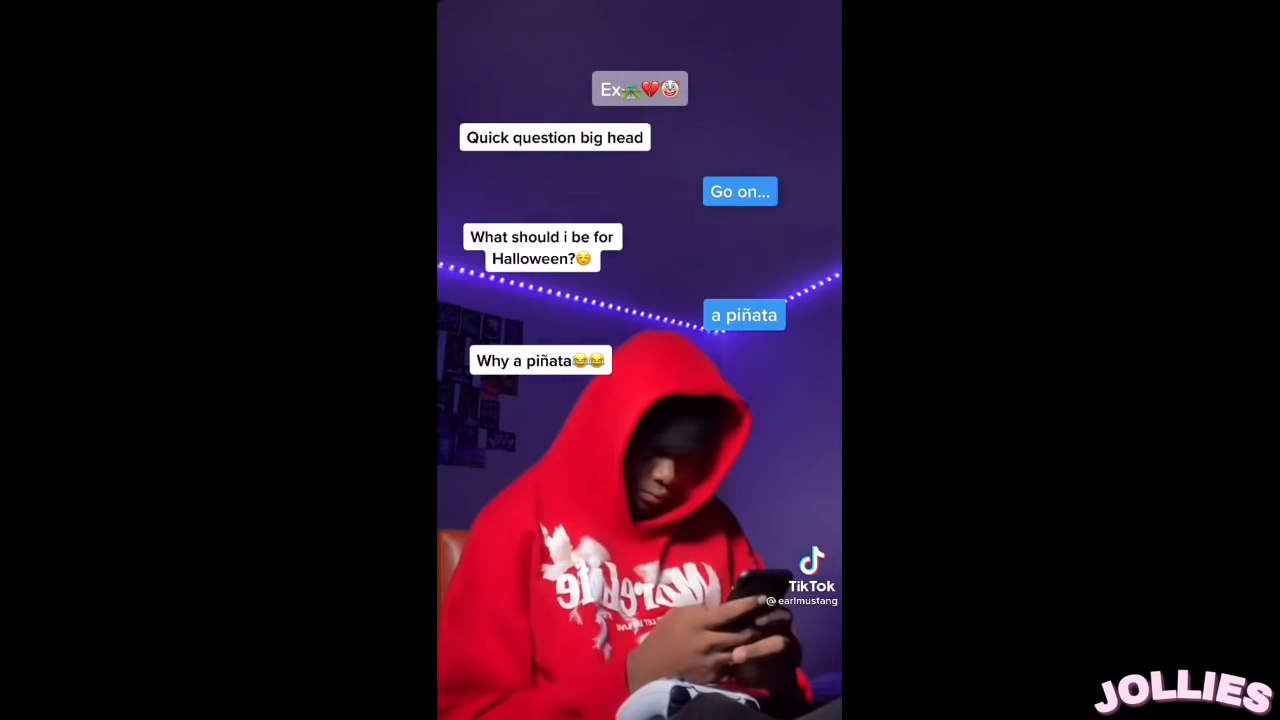 Ex🛣️💔🤡
Quick question big head
Go on...
What should i be for
Halloween?☺️
a piñata
Why a piñata😂😂
TikTok
@ earlmustang
JOLLIES